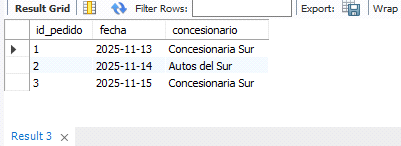 Result Grid Filter Rows: Export: Wrap
id_pedido fecha concesionario
1 2025-11-13 Concesionaria Sur
2 2025-11-14 Autos del Sur
3 2025-11-15 Concesionaria Sur
Result 3 ×